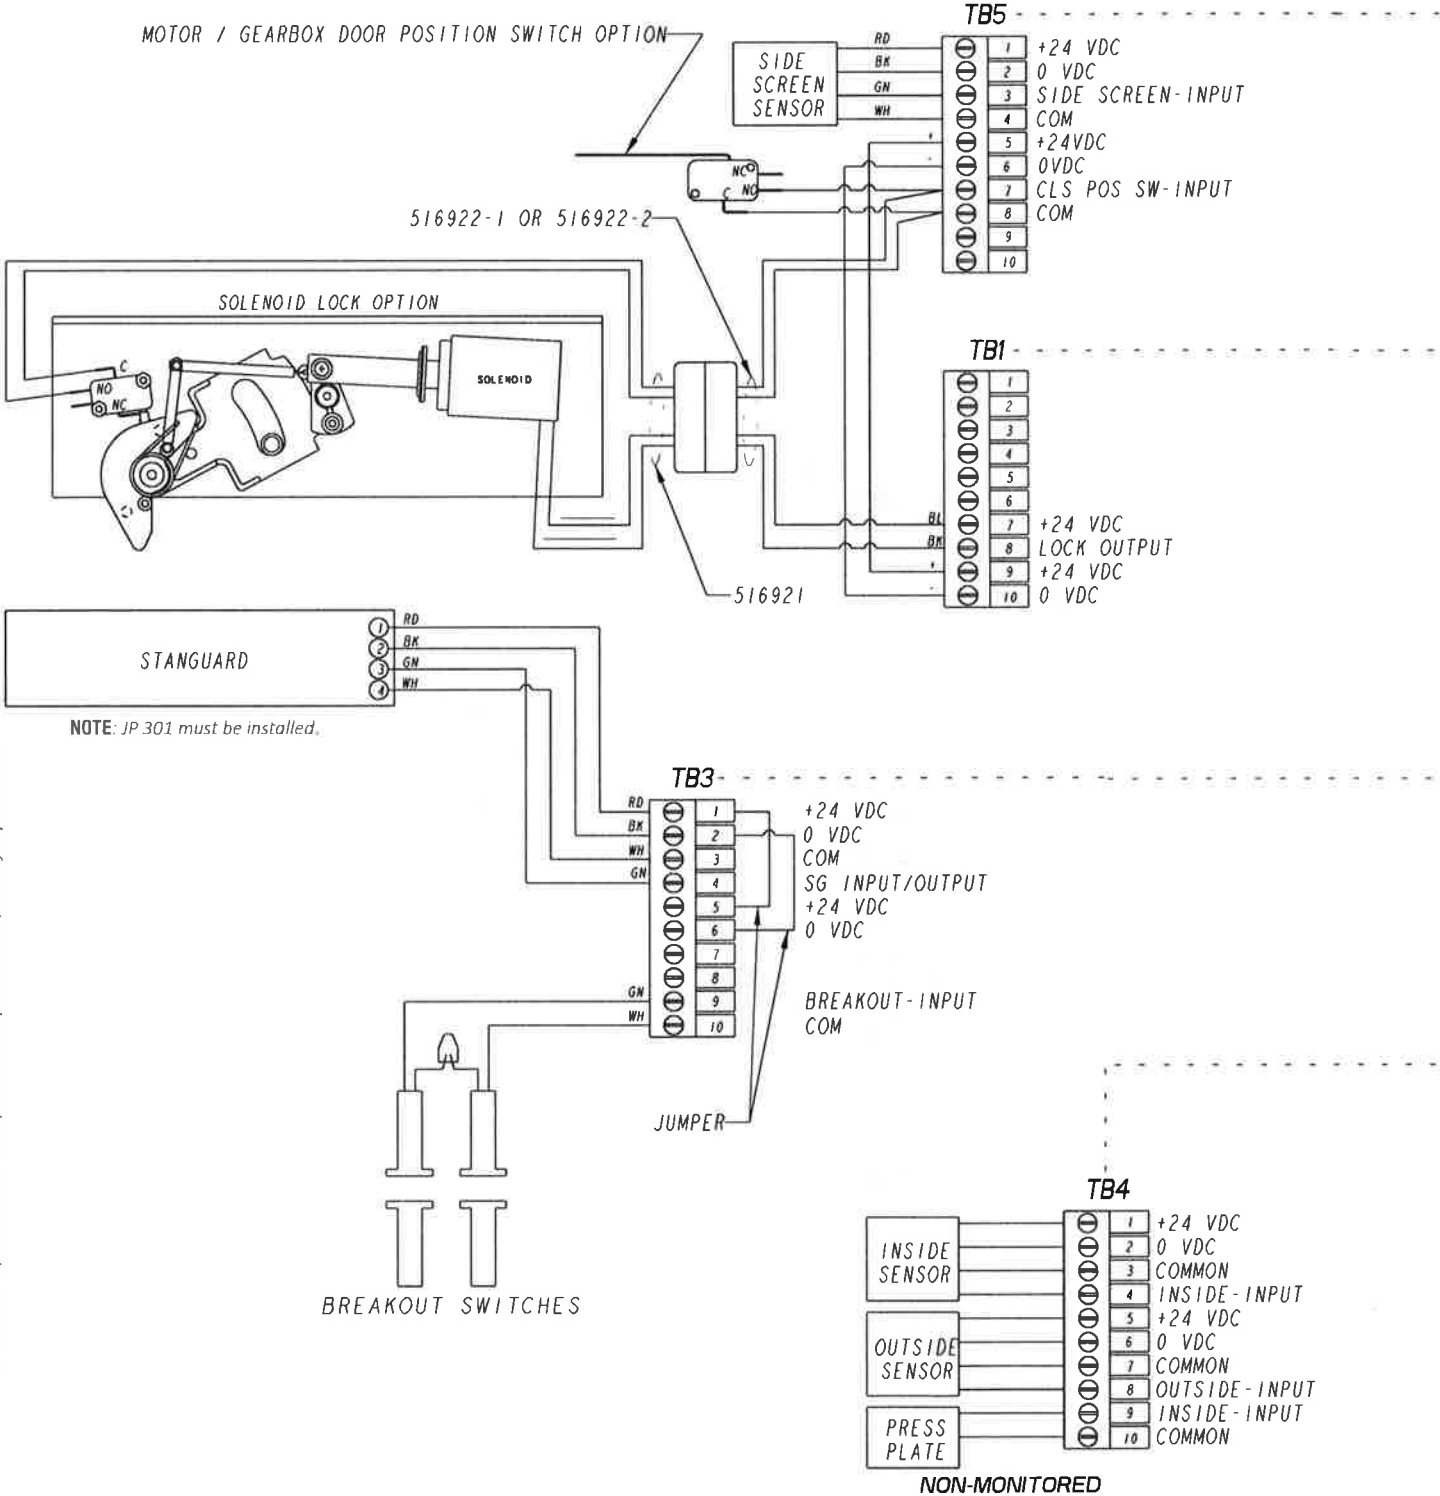 TB5
MOTOR / GEARBOX DOOR POSITION SWITCH OPTION
SIDE
SCREEN
SENSOR
RD
BK
GN
WH
1 +24 VDC
2 0 VDC
3 SIDE SCREEN-INPUT
4 COM
+ 5 +24VDC
- 6 0VDC
7 CLS POS SW-INPUT
8 COM
9
10
NC
NO
C
516922-1 OR 516922-2
SOLENOID LOCK OPTION
C
NO
NC
SOLENOID
516921
TB1
1
2
3
4
5
6
BL 7 +24 VDC
BK 8 LOCK OUTPUT
+ 9 +24 VDC
- 10 0 VDC
STANGUARD
1 RD
2 BK
3 GN
4 WH
NOTE: JP 301 must be installed.
TB3
RD 1 +24 VDC
BK 2 0 VDC
WH 3 COM
GN 4 SG INPUT/OUTPUT
5 +24 VDC
6 0 VDC
7
8
GN 9 BREAKOUT-INPUT
WH 10 COM
JUMPER
BREAKOUT SWITCHES
TB4
INSIDE
SENSOR
OUTSIDE
SENSOR
PRESS
PLATE
1 +24 VDC
2 0 VDC
3 COMMON
4 INSIDE-INPUT
5 +24 VDC
6 0 VDC
7 COMMON
8 OUTSIDE-INPUT
9 INSIDE-INPUT
10 COMMON
NON-MONITORED